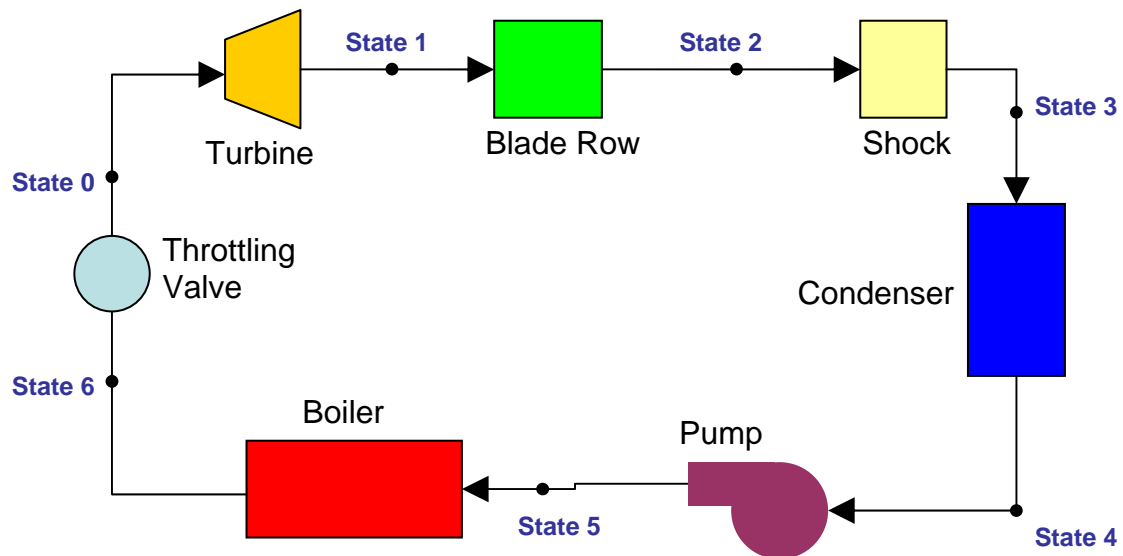 State 1
State 2
State 3
Turbine
Blade Row
Shock
State 0
Throttling
Valve
Condenser
State 6
Boiler
Pump
State 5
State 4